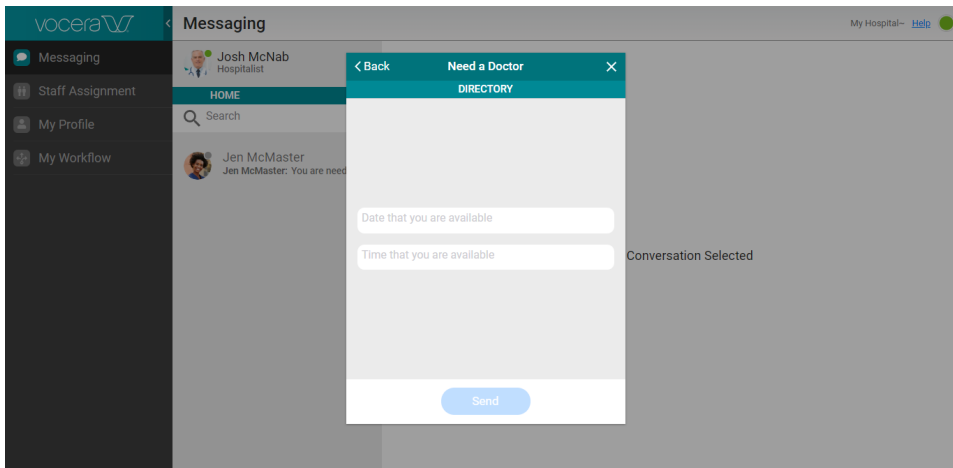 vocera
Messaging
My Hospital~ Help
Messaging
Staff Assignment
My Profile
My Workflow
Josh McNab
Hospitalist
HOME
Search
Jen McMaster
Jen McMaster: You are need
Back
Need a Doctor
DIRECTORY
Date that you are available
Time that you are available
Send
Conversation Selected